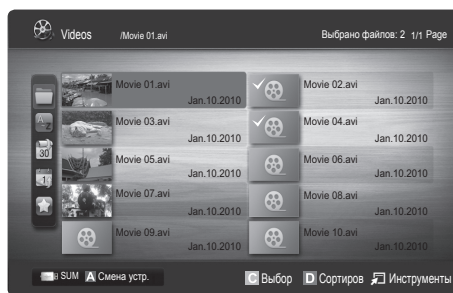 Videos /Movie 01.avi Выбрано файлов: 2 1/1 Page
Movie 01.avi Movie 02.avi
Jan.10.2010 Jan.10.2010
Movie 03.avi Movie 04.avi
Jan.10.2010 Jan.10.2010
Movie 05.avi Movie 06.avi
Jan.10.2010 Jan.10.2010
Movie 07.avi Movie 08.avi
Jan.10.2010 Jan.10.2010
Movie 09.avi Movie 10.avi
Jan.10.2010 Jan.10.2010
A
Z
30
1
SUM A Смена устр. C Выбор D Сортиров Инструменты